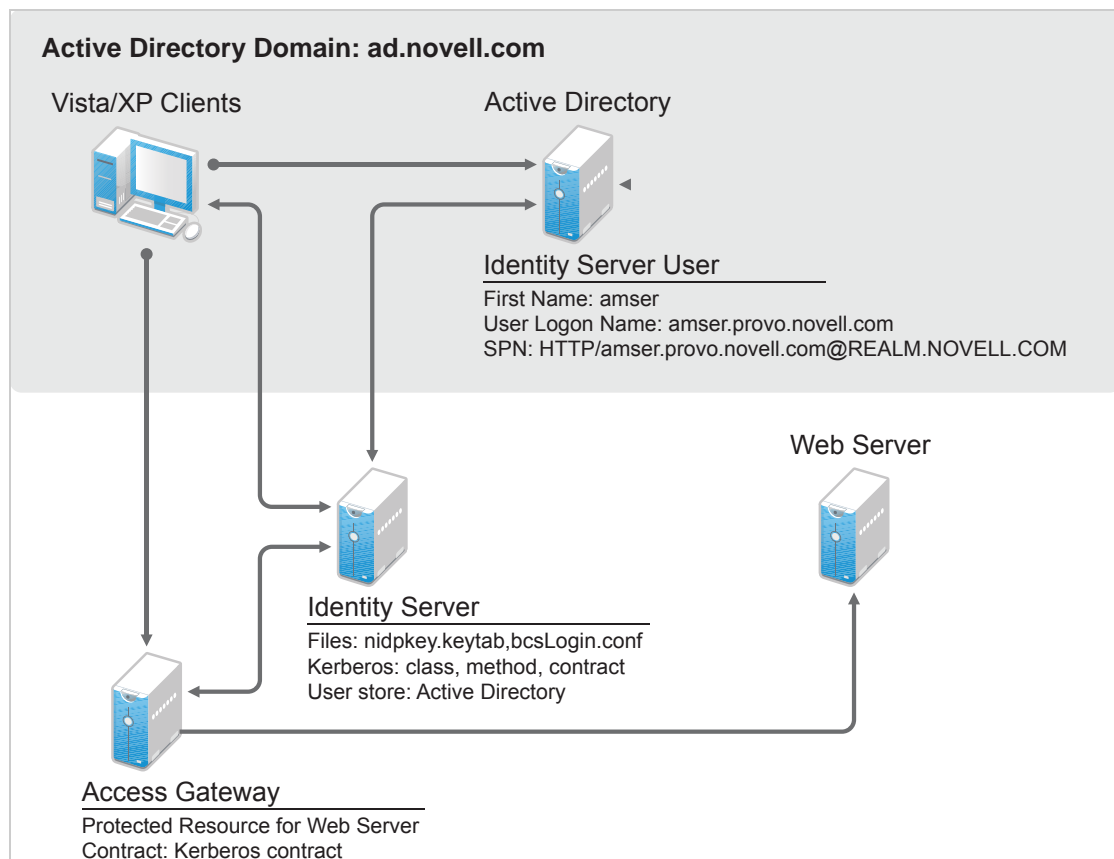 Active Directory Domain: ad.novell.com
Vista/XP Clients
Active Directory
Identity Server User
First Name: amser
User Logon Name: amser.provo.novell.com
SPN: HTTP/amser.provo.novell.com@REALM.NOVELL.COM
Web Server
Identity Server
Files: nidpkey.keytab,bcsLogin.conf
Kerberos: class, method, contract
User store: Active Directory
Access Gateway
Protected Resource for Web Server
Contract: Kerberos contract